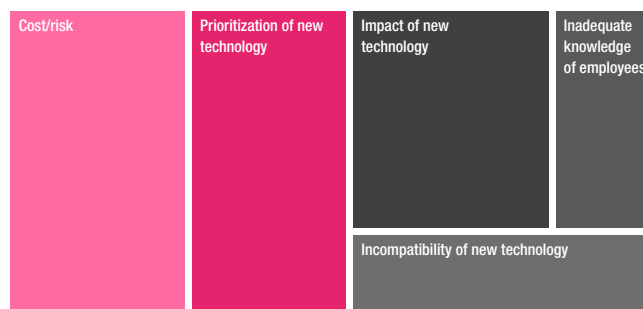 Cost/risk
Prioritization of new
technology
Impact of new
technology
Inadequate
knowledge
of employees
Incompatibility of new technology